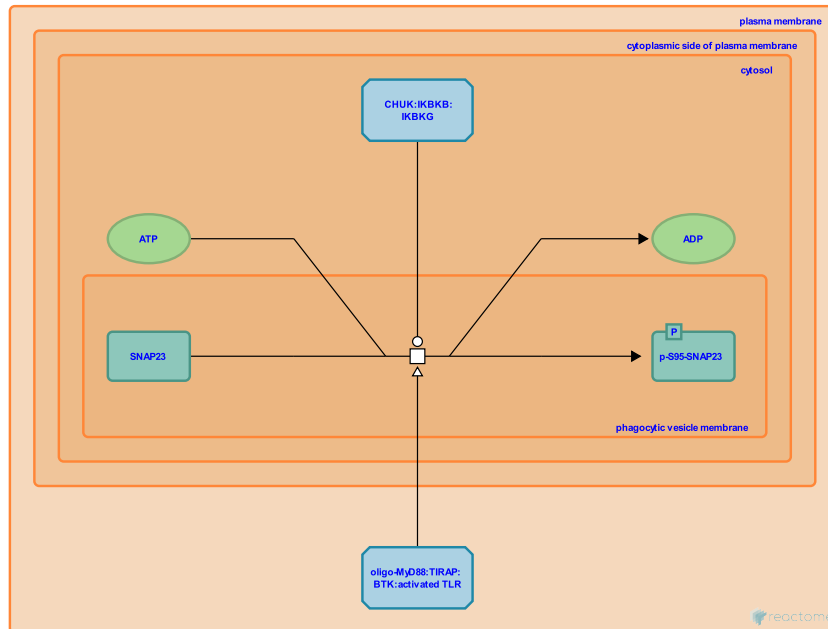 plasma membrane
cytoplasmic side of plasma membrane
cytosol
CHUK:IKBKB:
IKBKG
ATP
ADP
SNAP23
P
p-S95-SNAP23
phagocytic vesicle membrane
oligo-MyD88:TIRAP:
BTK:activated TLR
reactome